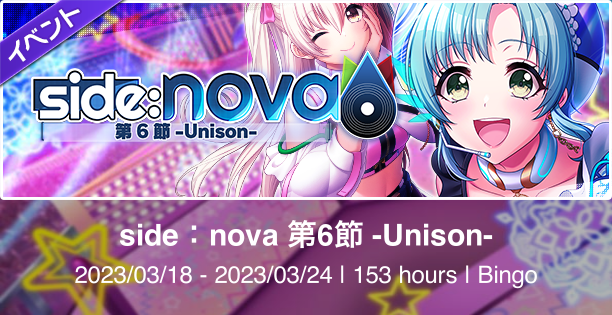 イベント
side:nova
第6節 -Unison-
side：nova 第6節 -Unison-
2023/03/18 - 2023/03/24 | 153 hours | Bingo